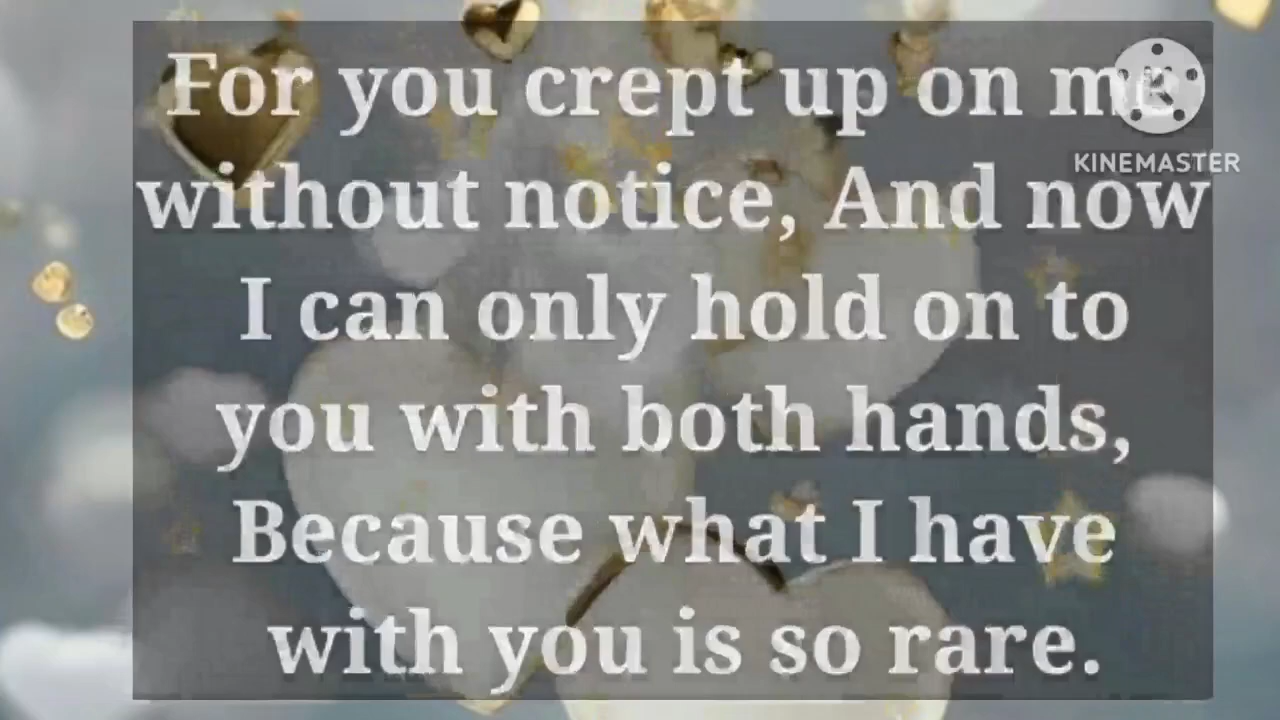 For you crept up on me
without notice, And now
I can only hold on to
you with both hands,
Because what I have
with you is so rare.
KINEMASTER